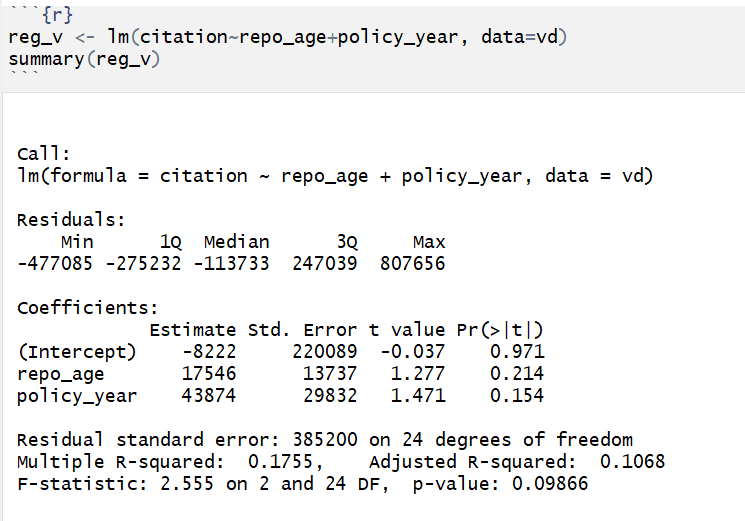 ```{r}
reg_v <- lm(citation~repo_age+policy_year, data=vd)
summary(reg_v)
```
Call:
lm(formula = citation ~ repo_age + policy_year, data = vd)
Residuals:
    Min      1Q  Median      3Q     Max
-477085 -275232 -113733  247039  807656
Coefficients:
            Estimate Std. Error t value Pr(>|t|)
(Intercept)    -8222     220089  -0.037    0.971
repo_age       17546      13737   1.277    0.214
policy_year    43874      29832   1.471    0.154
Residual standard error: 385200 on 24 degrees of freedom
Multiple R-squared:  0.1755,    Adjusted R-squared:  0.1068
F-statistic: 2.555 on 2 and 24 DF,  p-value: 0.09866